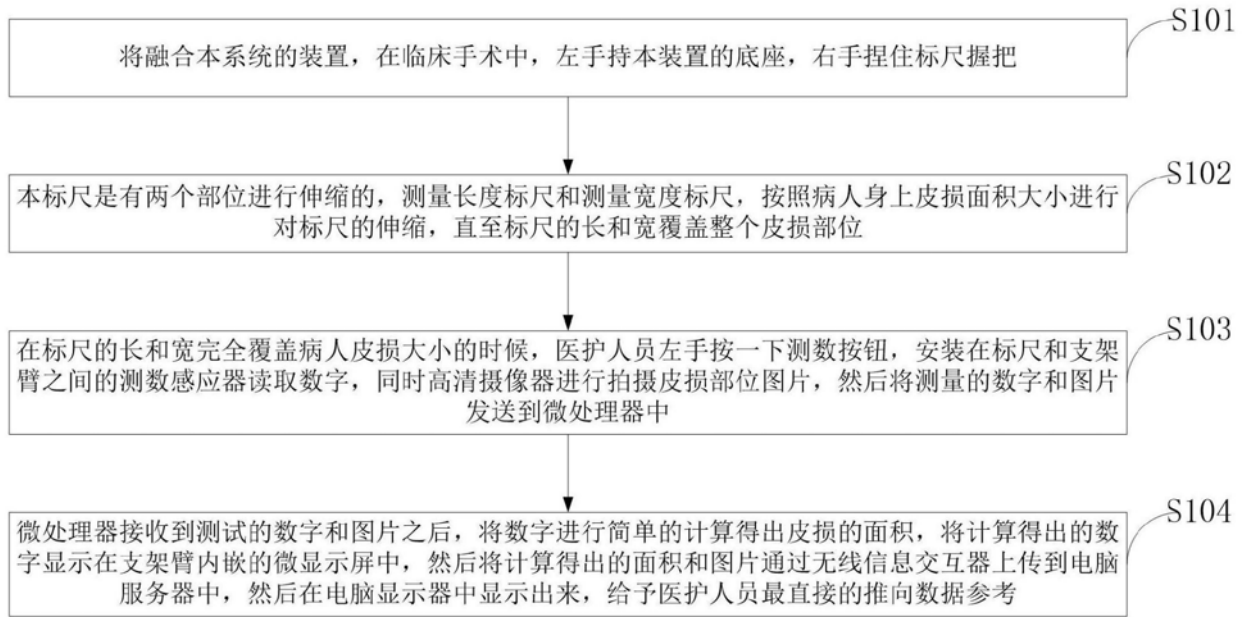 S101
将融合本系统的装置，在临床手术中，左手持本装置的底座，右手捏住标尺握把
S102
本标尺是有两个部位进行伸缩的，测量长度标尺和测量宽度标尺，按照病人身上皮损面积大小进行
对标尺的伸缩，直至标尺的长和宽覆盖整个皮损部位
S103
在标尺的长和宽完全覆盖病人皮损大小的时候，医护人员左手按一下测数按钮，安装在标尺和支架
臂之间的测数感应器读取数字，同时高清摄像器进行拍摄皮损部位图片，然后将测量的数字和图片
发送到微处理器中
S104
微处理器接收到测试的数字和图片之后，将数字进行简单的计算得出皮损的面积，将计算得出的数
字显示在支架臂内嵌的微显示屏中，然后将计算得出的面积和图片通过无线信息交互器上传到电脑
服务器中，然后在电脑显示器中显示出来，给予医护人员最直接的推向数据参考